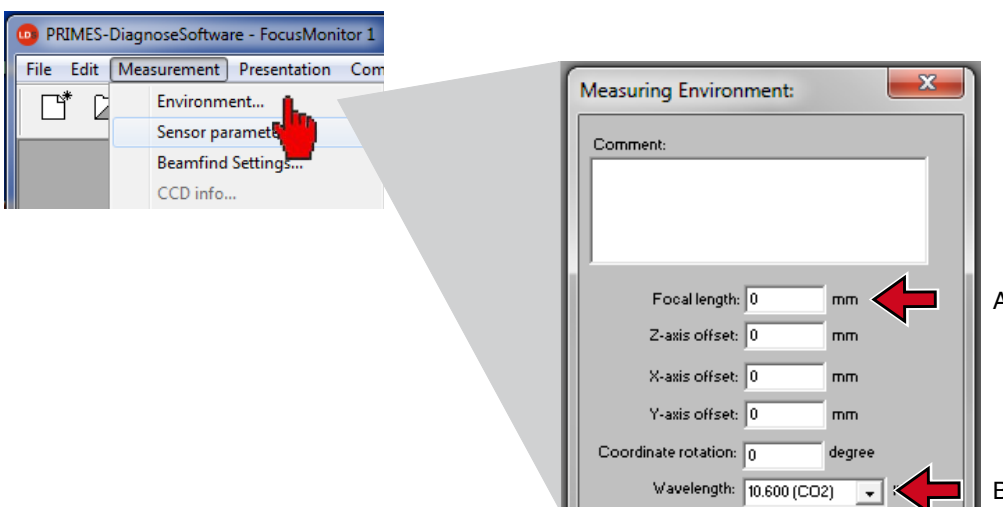 LD
PRIMES-DiagnoseSoftware - FocusMonitor 1
File Edit Measurement Presentation Com
Environment...
Sensor paramet
Beamfind Settings...
CCD info...
Measuring Environment:
Comment:
Focal length: 0 mm A
Z-axis offset: 0 mm
X-axis offset: 0 mm
Y-axis offset: 0 mm
Coordinate rotation: 0 degree
Wavelength: 10.600 (CO2) B